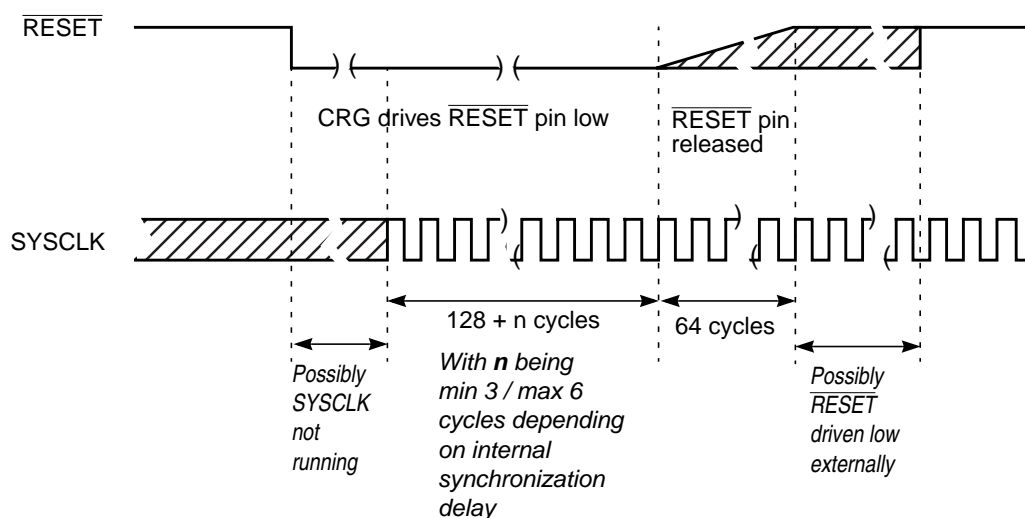 RESET
CRG drives RESET pin low
RESET pin
released
SYSCLK
128 + n cycles
64 cycles
Possibly
SYSCLK
not
running
With n being
min 3 / max 6
cycles depending
on internal
synchronization
delay
Possibly
RESET
driven low
externally